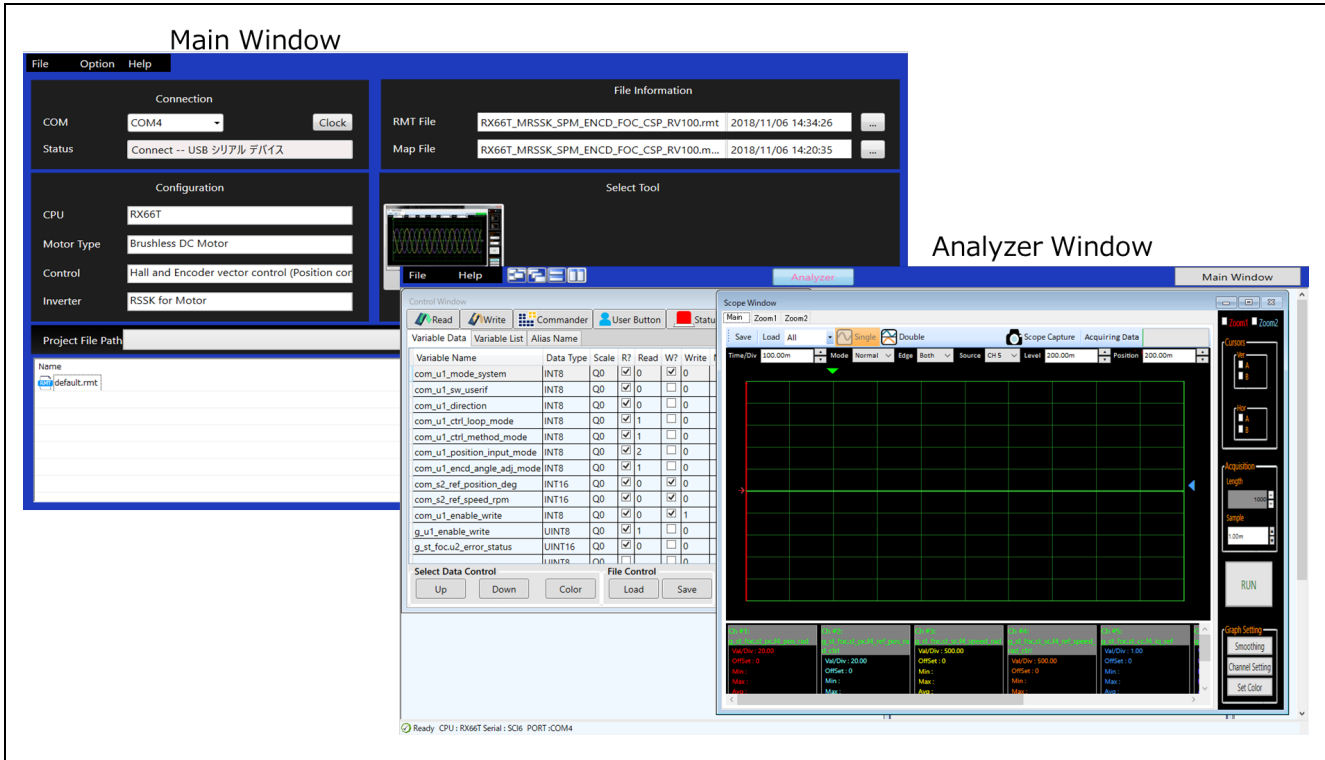 Main Window
File Option Help
Connection
COM COM4 Clock
Status Connect -- USB シリアル デバイス
File Information
RMT File RX66T_MRSSK_SPM_ENCD_FOC_CSP_RV100.rmt 2018/11/06 14:34:26 ...
Map File RX66T_MRSSK_SPM_ENCD_FOC_CSP_RV100.m... 2018/11/06 14:20:35 ...
Configuration
CPU RX66T
Motor Type Brushless DC Motor
Control Hall and Encoder vector control (Position cor
Inverter RSSK for Motor
Select Tool
Project File Path
Name
default.rmt
Analyzer Window
File Help Analyzer Main Window
Control Window
Read Write Commander User Button Statu
Variable Data Variable List Alias Name
Variable Name Data Type Scale R? Read W? Write
com_u1_mode_system INT8 Q0 0 0
com_u1_sw_userif INT8 Q0 0 0
com_u1_direction INT8 Q0 0 0
com_u1_ctrl_loop_mode INT8 Q0 1 0
com_u1_ctrl_method_mode INT8 Q0 1 0
com_u1_position_input_mode INT8 Q0 2 0
com_u1_encd_angle_adj_mode INT8 Q0 1 0
com_s2_ref_position_deg INT16 Q0 0 0
com_s2_ref_speed_rpm INT16 Q0 0 0
com_u1_enable_write INT8 Q0 0 1
g_u1_enable_write UINT8 Q0 1 0
g_st_foc.u2_error_status UINT16 Q0 0 0
Select Data Control File Control
Up Down Color Load Save
Scope Window
Main Zoom1 Zoom2
Save Load All Single Double Scope Capture Acquiring Data
Time/Div 100.00m Mode Normal Edge Both Source CH 5 Level 200.00m Position 200.00m
Zoom1 Zoom2
Cursors
Ver
A
B
Hor
A
B
Acquisition
Length
1000
Sample
1.00m
RUN
Graph Setting
Smoothing
Channel Setting
Set Color
Val/Div : 20.00 Val/Div : 20.00 Val/Div : 500.00 Val/Div : 500.00 Val/Div : 1.00
OffSet : 0 OffSet : 0 OffSet : 0 OffSet : 0 OffSet : 0
Min : Min : Min : Min : Min :
Max : Max : Max : Max : Max :
Ready CPU : RX66T Serial : SCI6 PORT :COM4